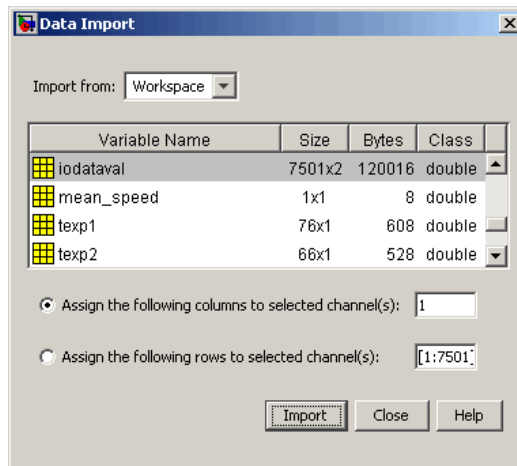 Data Import
Import from: Workspace
Variable Name Size Bytes Class
iodataval 7501x2 120016 double
mean_speed 1x1 8 double
texp1 76x1 608 double
texp2 66x1 528 double
Assign the following columns to selected channel(s): 1
Assign the following rows to selected channel(s): [1:7501]
Import Close Help